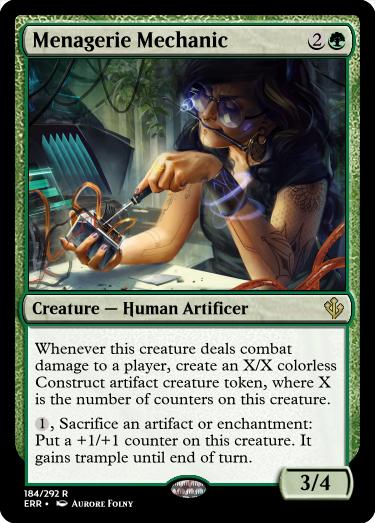 Menagerie Mechanic 2
Creature — Human Artificer
Whenever this creature deals combat
damage to a player, create an X/X colorless
Construct artifact creature token, where X
is the number of counters on this creature.
1, Sacrifice an artifact or enchantment:
Put a +1/+1 counter on this creature. It
gains trample until end of turn.
3/4
184/292 R
ERR • Aurore Folny